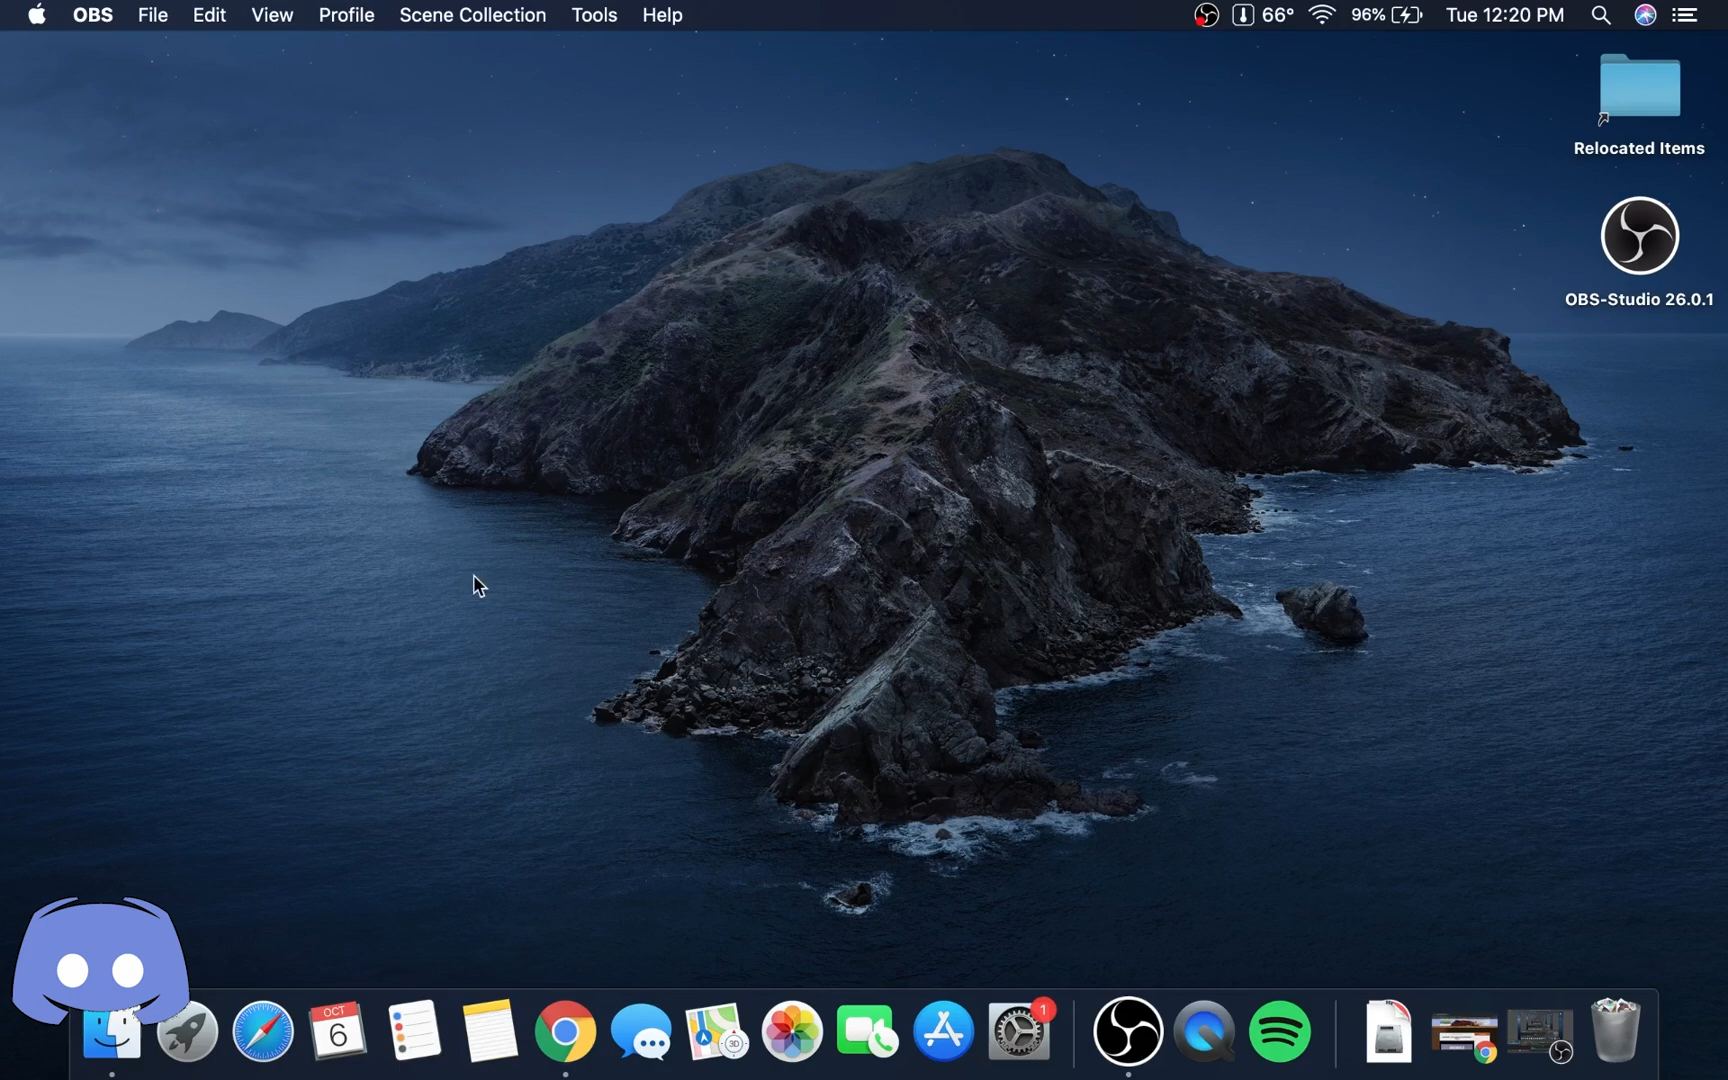 OBS File Edit View Profile Scene Collection Tools Help 66° 96% Tue 12:20 PM
Relocated Items
OBS-Studio 26.0.1
OCT
6
3D
1